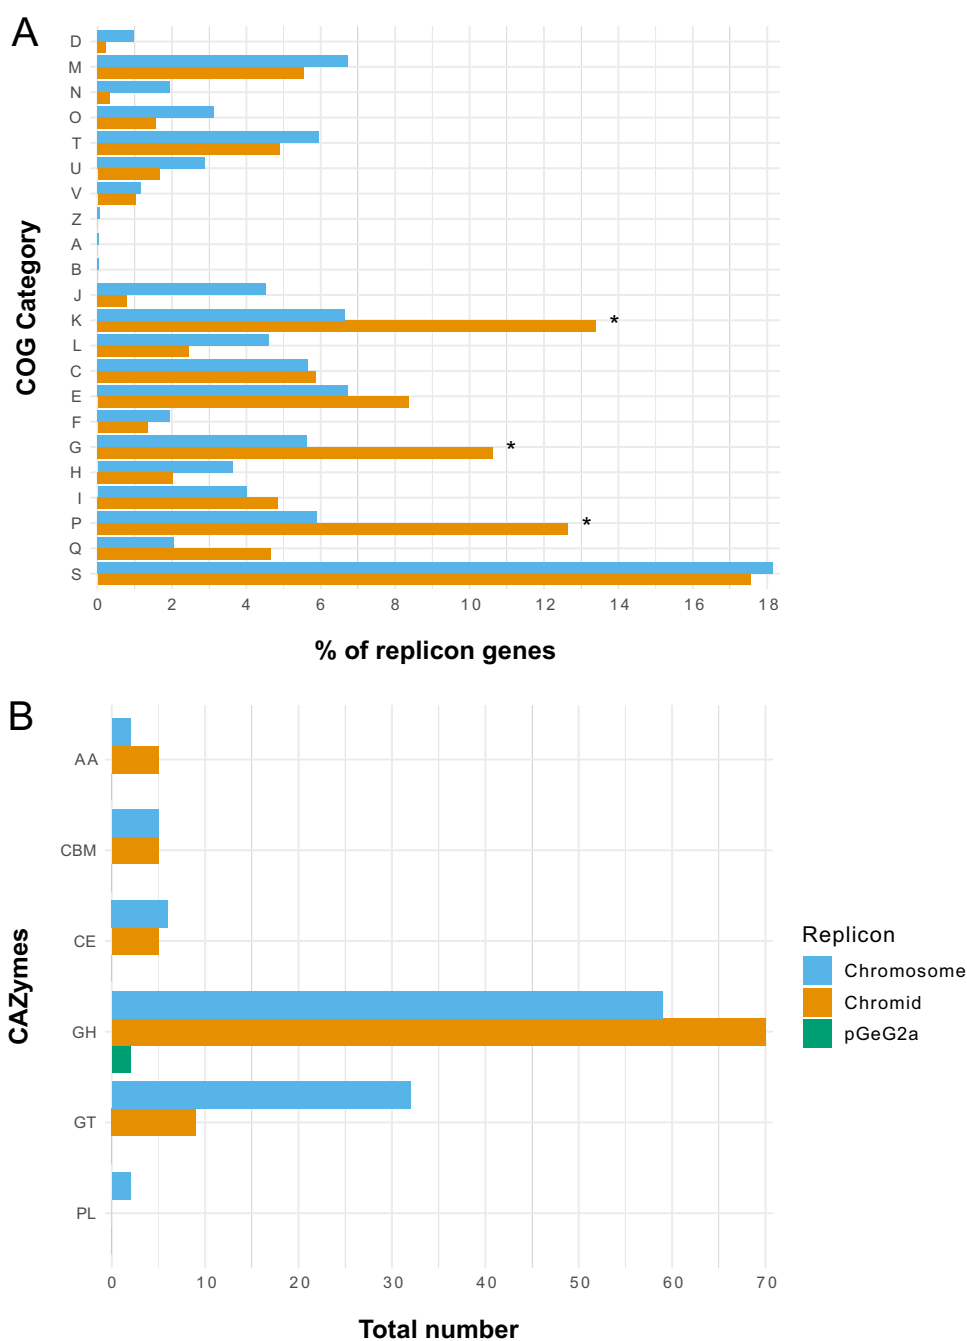 A
D
M
N
O
T
U
V
Z
A
B
J
K *
L
C
E
F
G *
H
I
P *
Q
S
COG Category
0 2 4 6 8 10 12 14 16 18
% of replicon genes
B
AA
CBM
CE
GH
GT
PL
CAZymes
0 10 20 30 40 50 60 70
Total number
Replicon
Chromosome
Chromid
pGeG2a